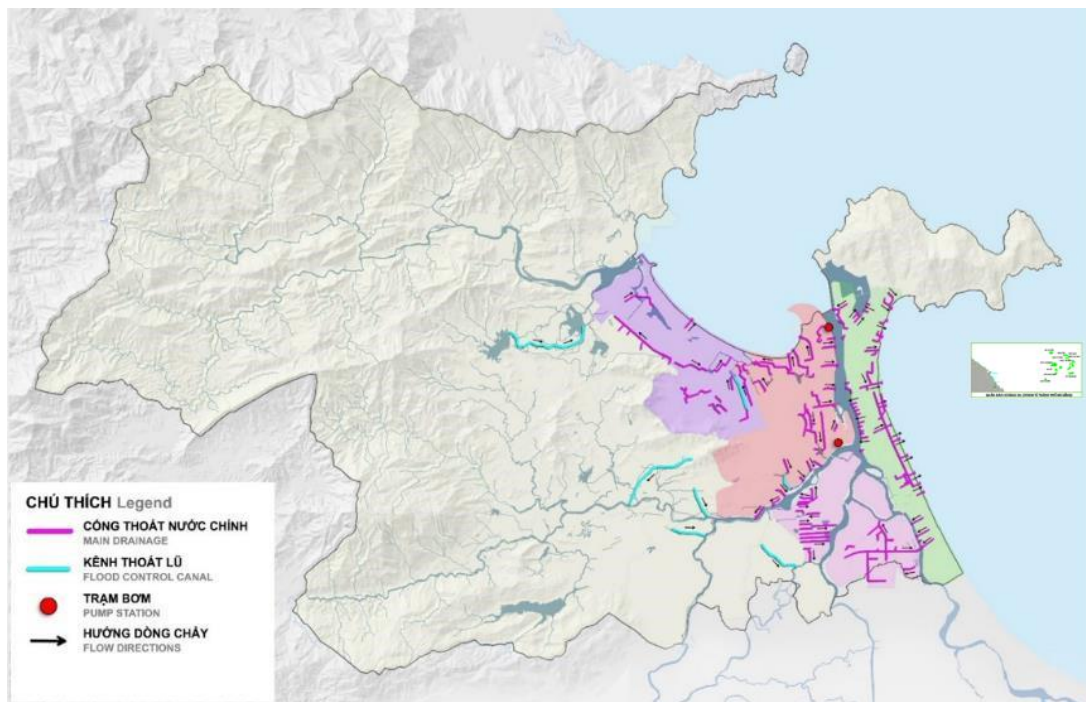 CHÚ THÍCH Legend
CÔNG THOÁT NƯỚC CHÍNH
MAIN DRAINAGE
KÊNH THOÁT LŨ
FLOOD CONTROL CANAL
TRẠM BƠM
PUMP STATION
HƯỚNG DÒNG CHẢY
FLOW DIRECTIONS